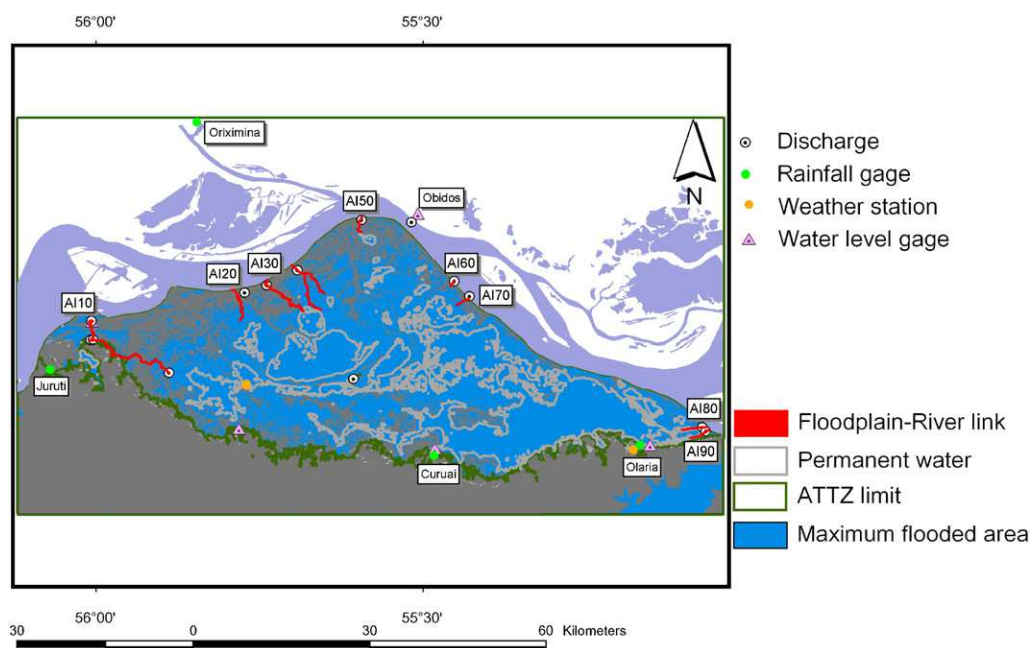 56°00'
55°30'
Oriximina
N
AI50
Obidos
AI30
AI60
AI20
AI70
AI10
Juruti
AI80
AI90
Curuai
Olaria
Discharge
Rainfall gage
Weather station
Water level gage
Floodplain-River link
Permanent water
ATTZ limit
Maximum flooded area
56°00'
55°30'
30
0
30
60 Kilometers